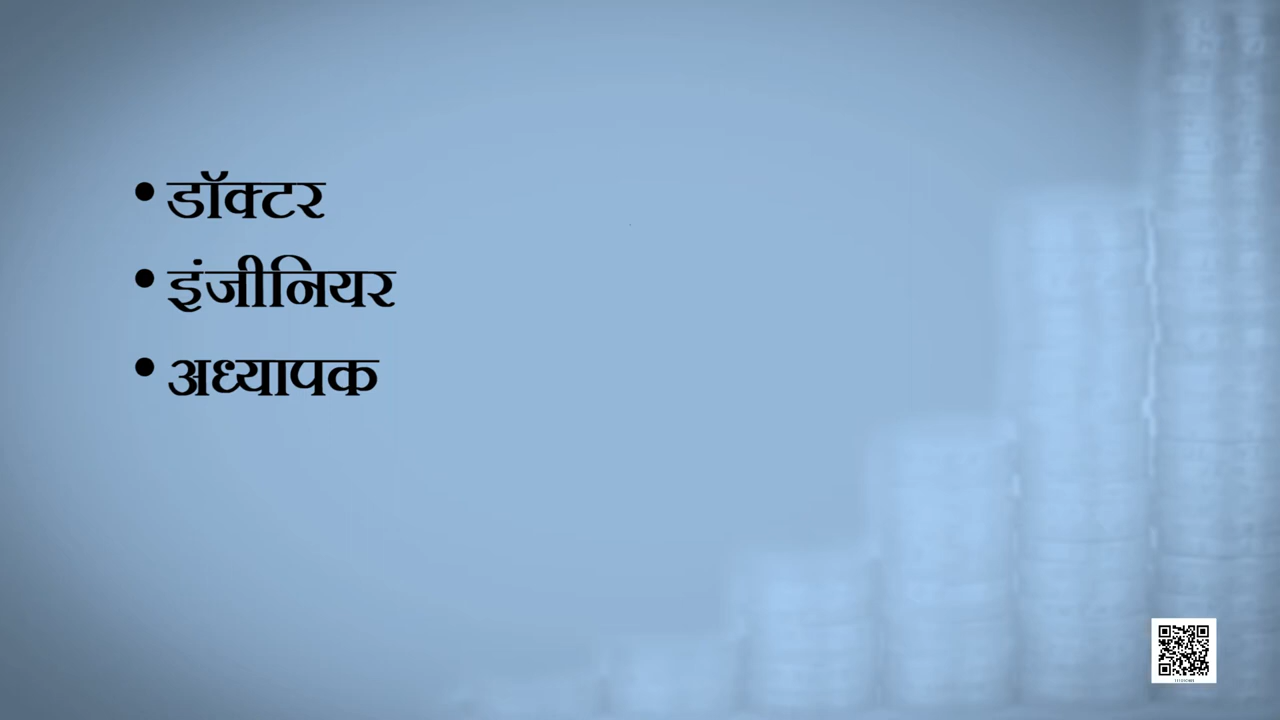 • डॉक्टर
• इंजीनियर
• अध्यापक